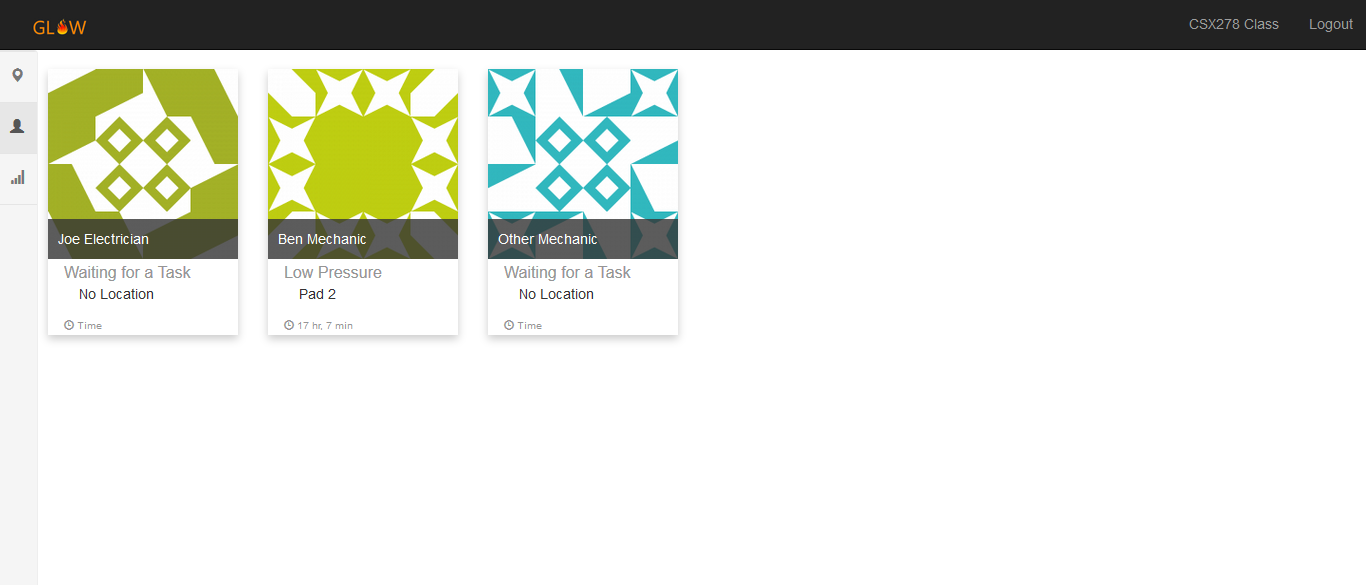 GLOW
CSX278 Class
Logout
Joe Electrician
Waiting for a Task
No Location
Time
Ben Mechanic
Low Pressure
Pad 2
17 hr, 7 min
Other Mechanic
Waiting for a Task
No Location
Time